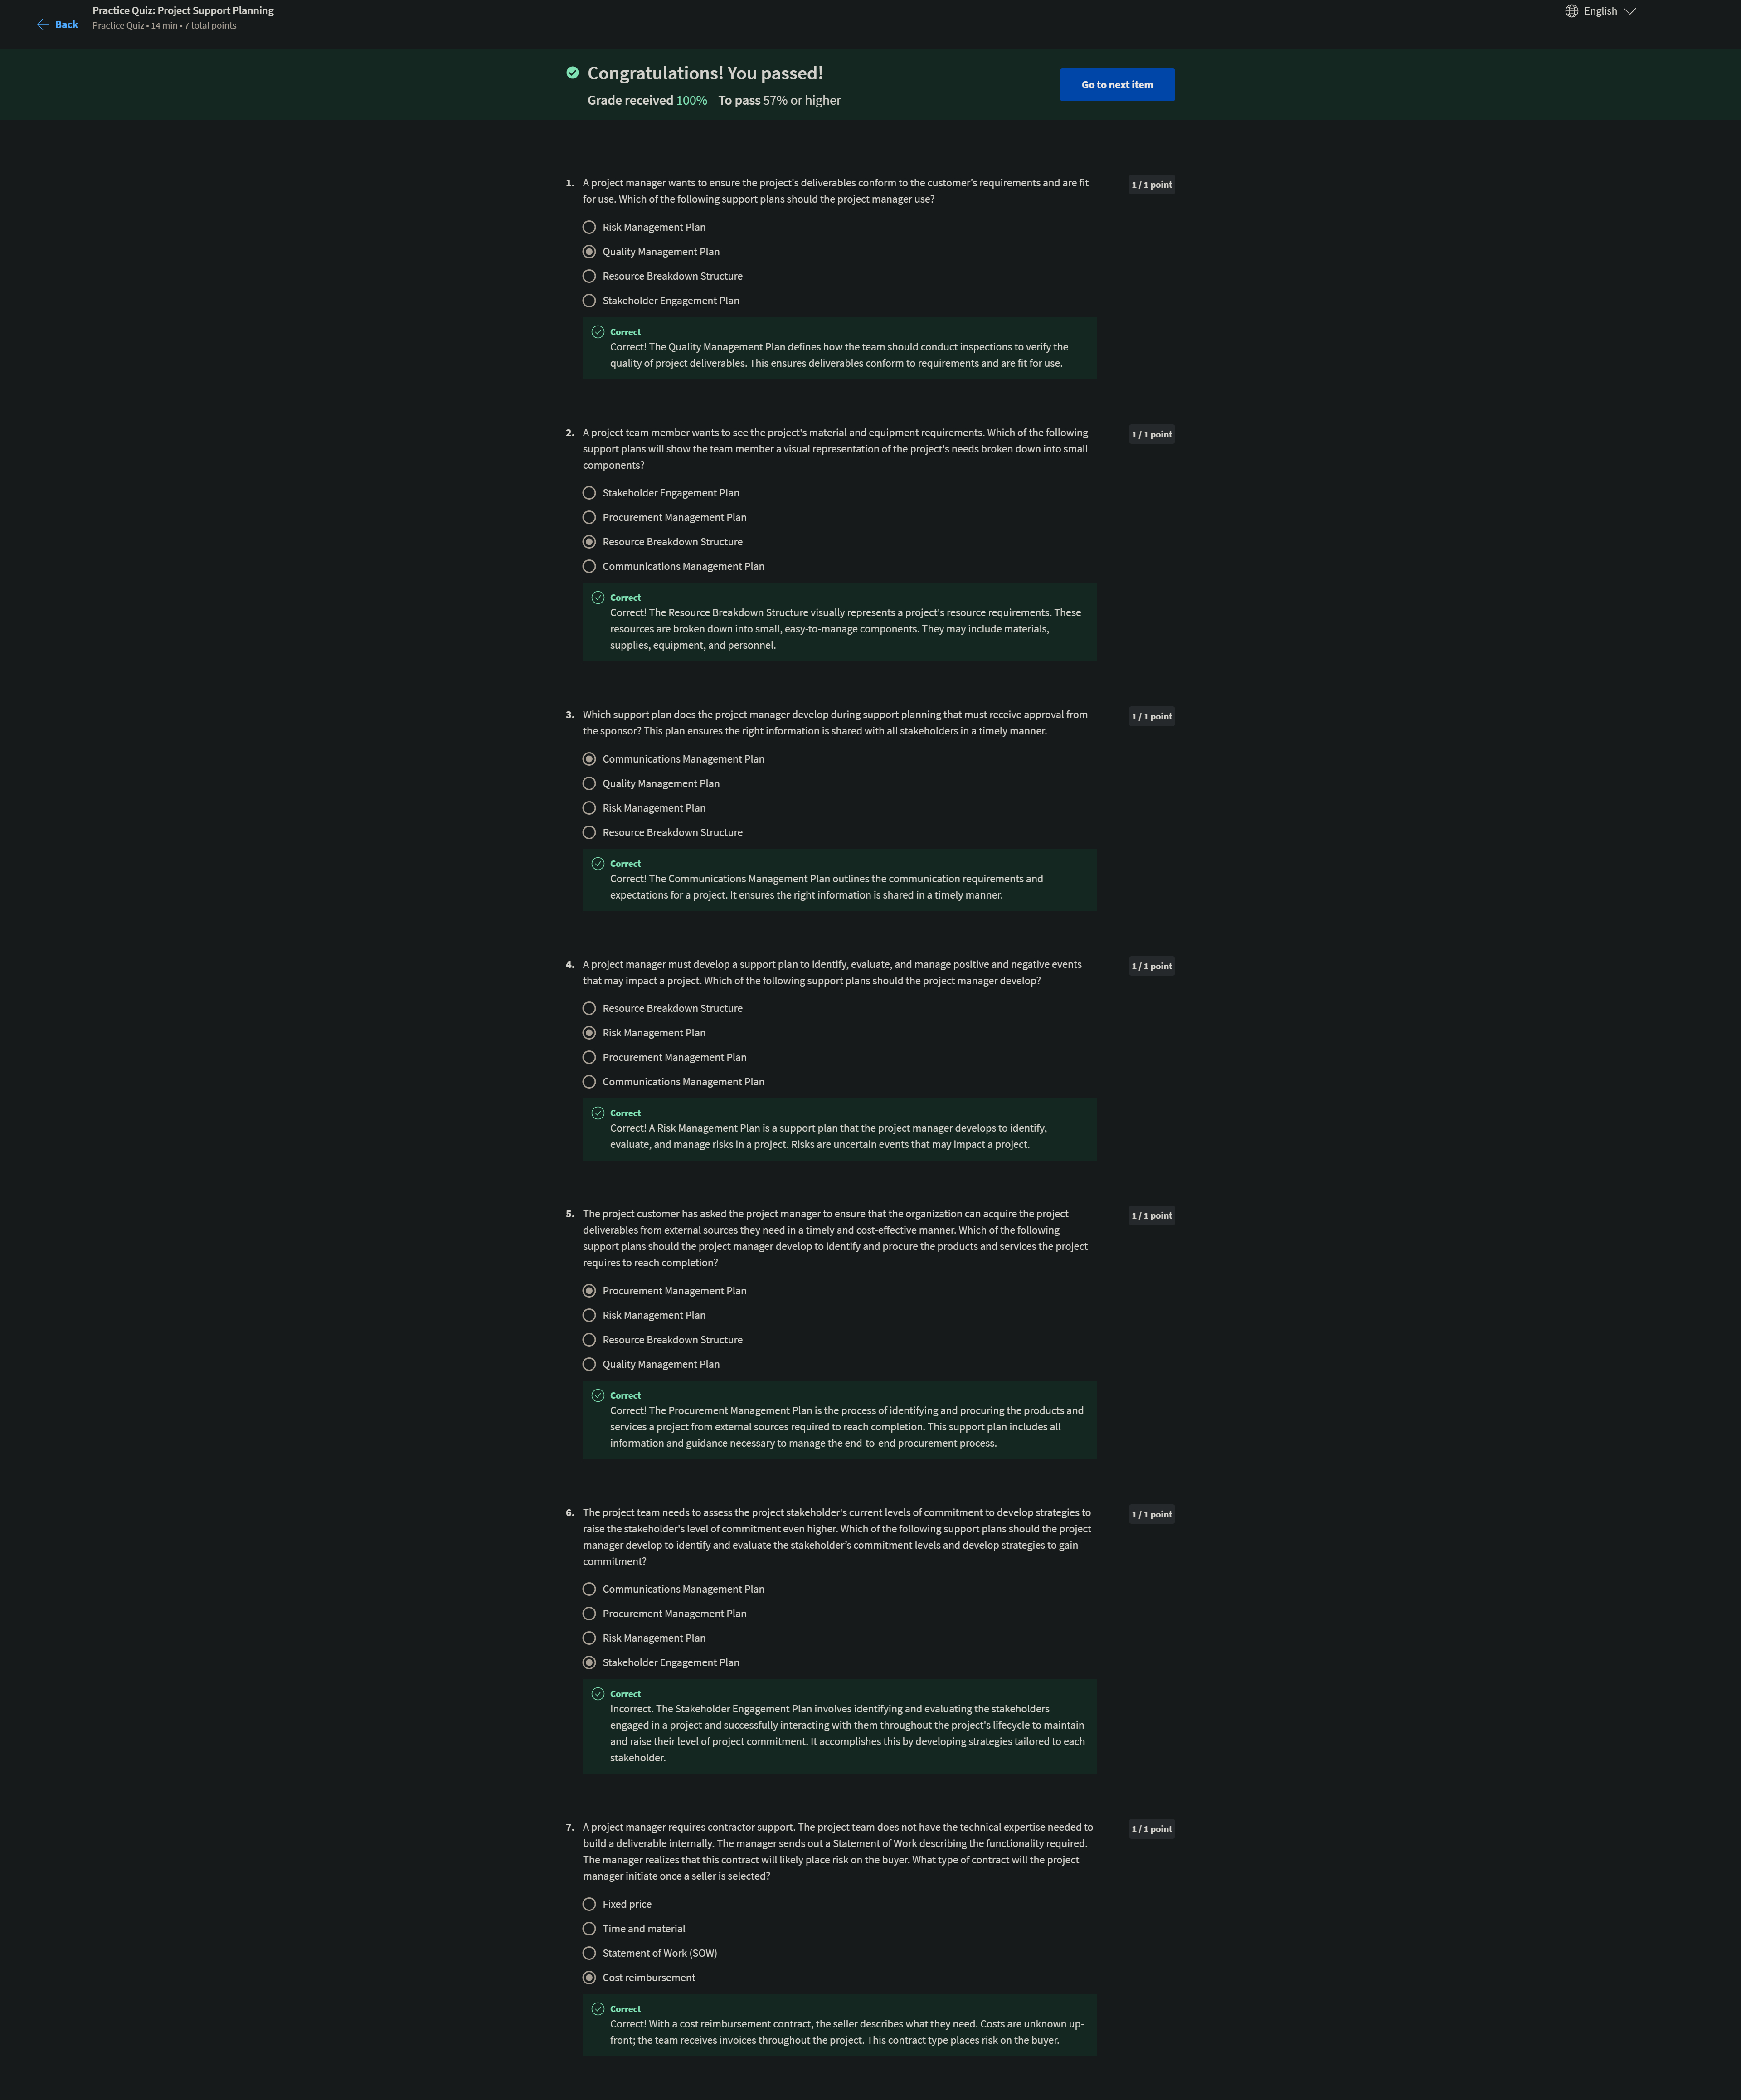 Back
Practice Quiz: Project Support Planning
Practice Quiz • 14 min • 7 total points
English
Congratulations! You passed!
Grade received 100% To pass 57% or higher
Go to next item
1. A project manager wants to ensure the project's deliverables conform to the customer’s requirements and are fit
for use. Which of the following support plans should the project manager use?
1 / 1 point
Risk Management Plan
Quality Management Plan
Resource Breakdown Structure
Stakeholder Engagement Plan
Correct
Correct! The Quality Management Plan defines how the team should conduct inspections to verify the
quality of project deliverables. This ensures deliverables conform to requirements and are fit for use.
2. A project team member wants to see the project's material and equipment requirements. Which of the following
support plans will show the team member a visual representation of the project's needs broken down into small
components?
1 / 1 point
Stakeholder Engagement Plan
Procurement Management Plan
Resource Breakdown Structure
Communications Management Plan
Correct
Correct! The Resource Breakdown Structure visually represents a project's resource requirements. These
resources are broken down into small, easy-to-manage components. They may include materials,
supplies, equipment, and personnel.
3. Which support plan does the project manager develop during support planning that must receive approval from
the sponsor? This plan ensures the right information is shared with all stakeholders in a timely manner.
1 / 1 point
Communications Management Plan
Quality Management Plan
Risk Management Plan
Resource Breakdown Structure
Correct
Correct! The Communications Management Plan outlines the communication requirements and
expectations for a project. It ensures the right information is shared in a timely manner.
4. A project manager must develop a support plan to identify, evaluate, and manage positive and negative events
that may impact a project. Which of the following support plans should the project manager develop?
1 / 1 point
Resource Breakdown Structure
Risk Management Plan
Procurement Management Plan
Communications Management Plan
Correct
Correct! A Risk Management Plan is a support plan that the project manager develops to identify,
evaluate, and manage risks in a project. Risks are uncertain events that may impact a project.
5. The project customer has asked the project manager to ensure that the organization can acquire the project
deliverables from external sources they need in a timely and cost-effective manner. Which of the following
support plans should the project manager develop to identify and procure the products and services the project
requires to reach completion?
1 / 1 point
Procurement Management Plan
Risk Management Plan
Resource Breakdown Structure
Quality Management Plan
Correct
Correct! The Procurement Management Plan is the process of identifying and procuring the products and
services a project from external sources required to reach completion. This support plan includes all
information and guidance necessary to manage the end-to-end procurement process.
6. The project team needs to assess the project stakeholder's current levels of commitment to develop strategies to
raise the stakeholder's level of commitment even higher. Which of the following support plans should the project
manager develop to identify and evaluate the stakeholder’s commitment levels and develop strategies to gain
commitment?
1 / 1 point
Communications Management Plan
Procurement Management Plan
Risk Management Plan
Stakeholder Engagement Plan
Correct
Incorrect. The Stakeholder Engagement Plan involves identifying and evaluating the stakeholders
engaged in a project and successfully interacting with them throughout the project's lifecycle to maintain
and raise their level of project commitment. It accomplishes this by developing strategies tailored to each
stakeholder.
7. A project manager requires contractor support. The project team does not have the technical expertise needed to
build a deliverable internally. The manager sends out a Statement of Work describing the functionality required.
The manager realizes that this contract will likely place risk on the buyer. What type of contract will the project
manager initiate once a seller is selected?
1 / 1 point
Fixed price
Time and material
Statement of Work (SOW)
Cost reimbursement
Correct
Correct! With a cost reimbursement contract, the seller describes what they need. Costs are unknown up-
front; the team receives invoices throughout the project. This contract type places risk on the buyer.